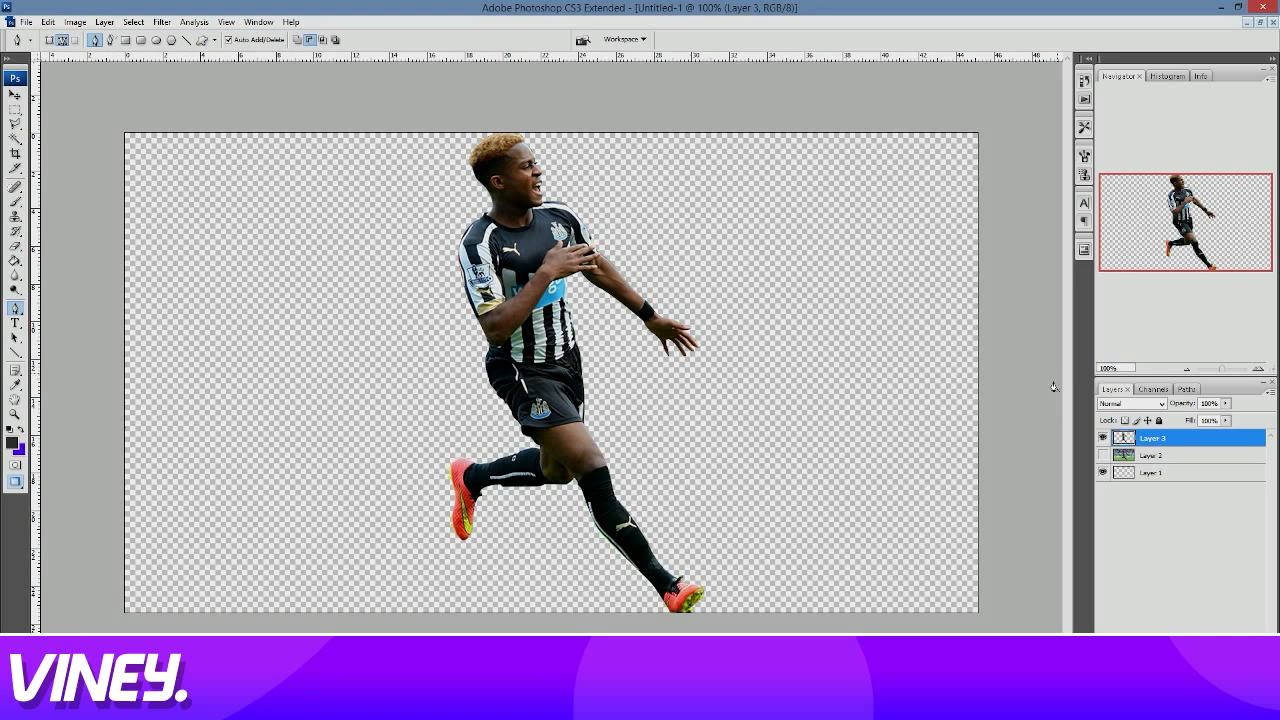 Adobe Photoshop CS3 Extended - [Untitled-1 @ 100% (Layer 3, RGB/8)]
File Edit Image Layer Select Filter Analysis View Window Help
Auto Add/Delete Workspace
Ps
Navigator Histogram Info
100%
Layers Channels Paths
Normal Opacity: 100%
Lock: Fill: 100%
Layer 3
Layer 2
Layer 1
VINEY.